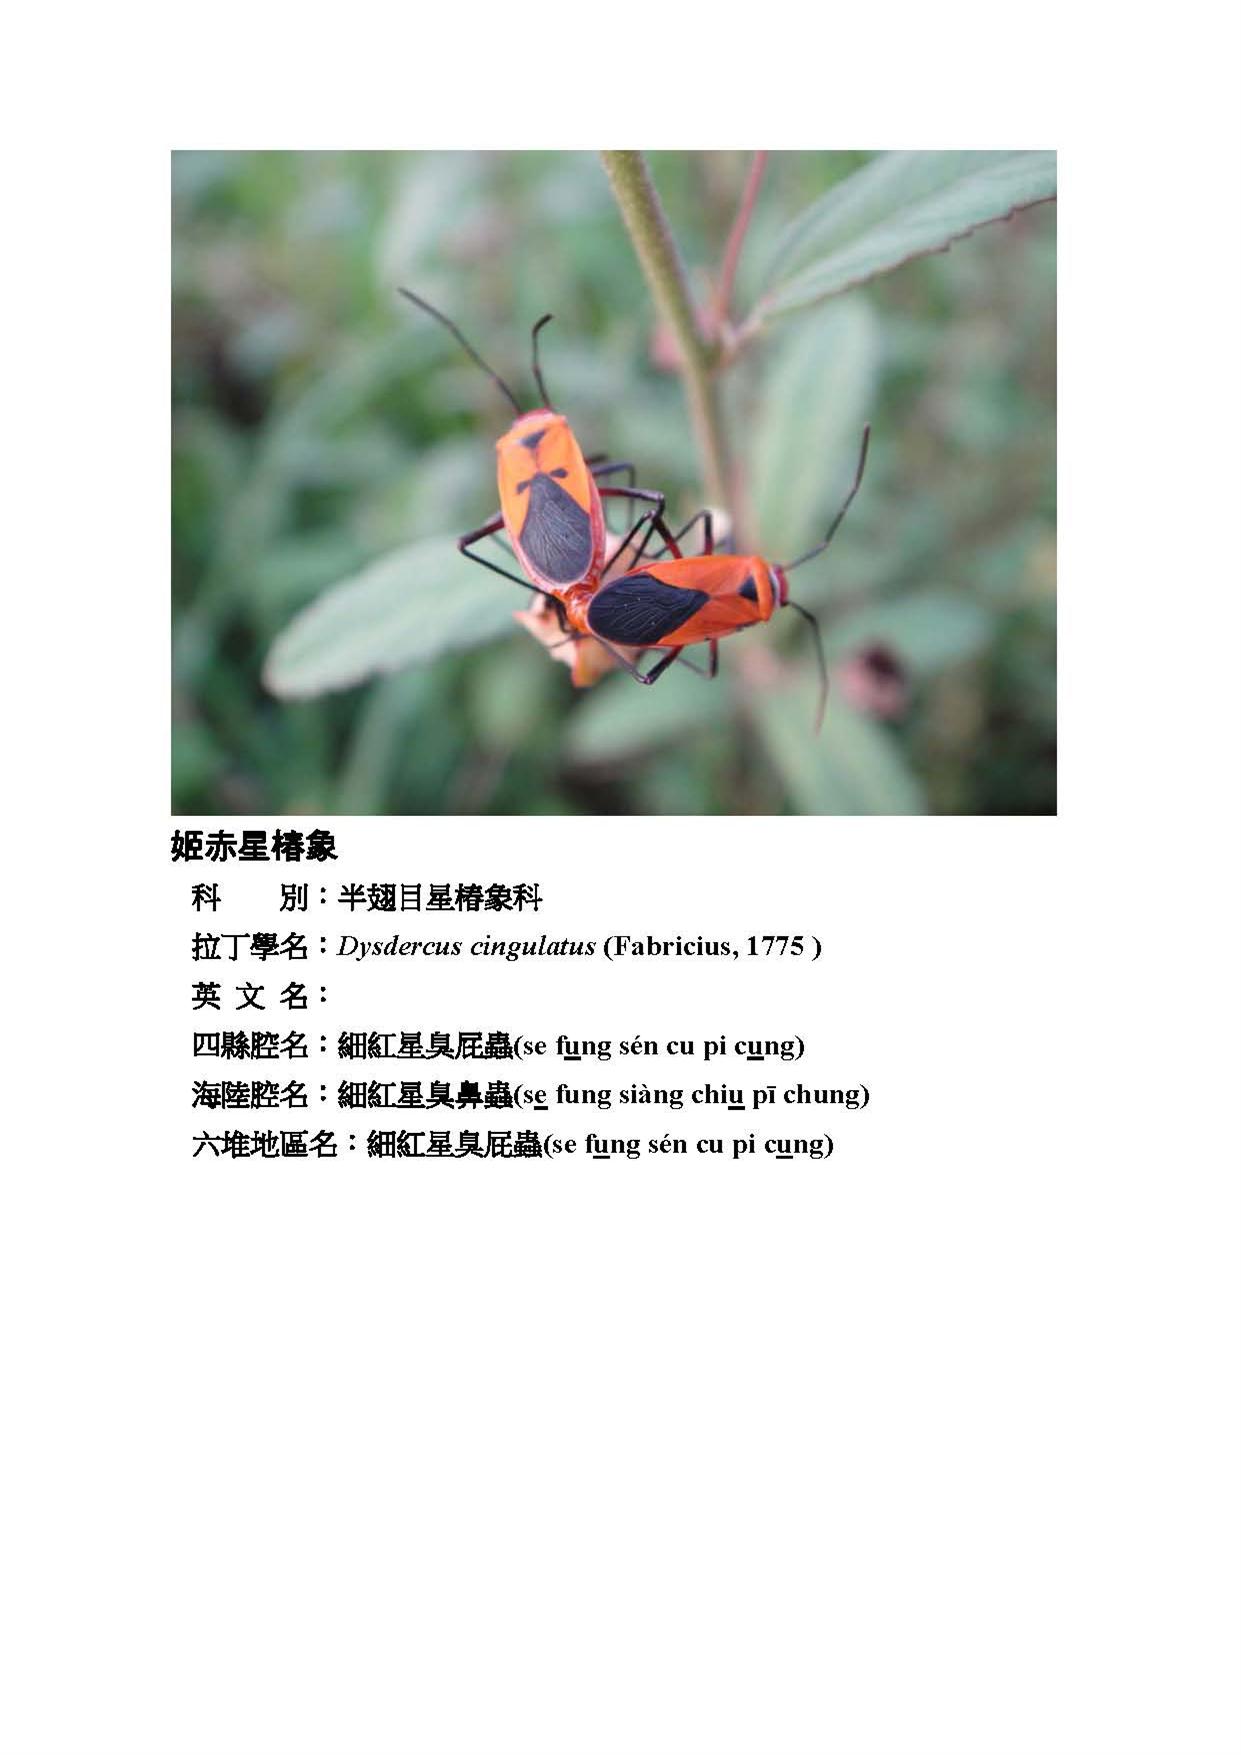 姬赤星椿象
科　　別：半翅目星椿象科
拉丁學名：Dysdercus cingulatus (Fabricius, 1775 )
英 文 名：
四縣腔名：細紅星臭屁蟲(se fung sén cu pi cung)
海陸腔名：細紅星臭鼻蟲(se fung siàng chiu pī chung)
六堆地區名：細紅星臭屁蟲(se fung sén cu pi cung)